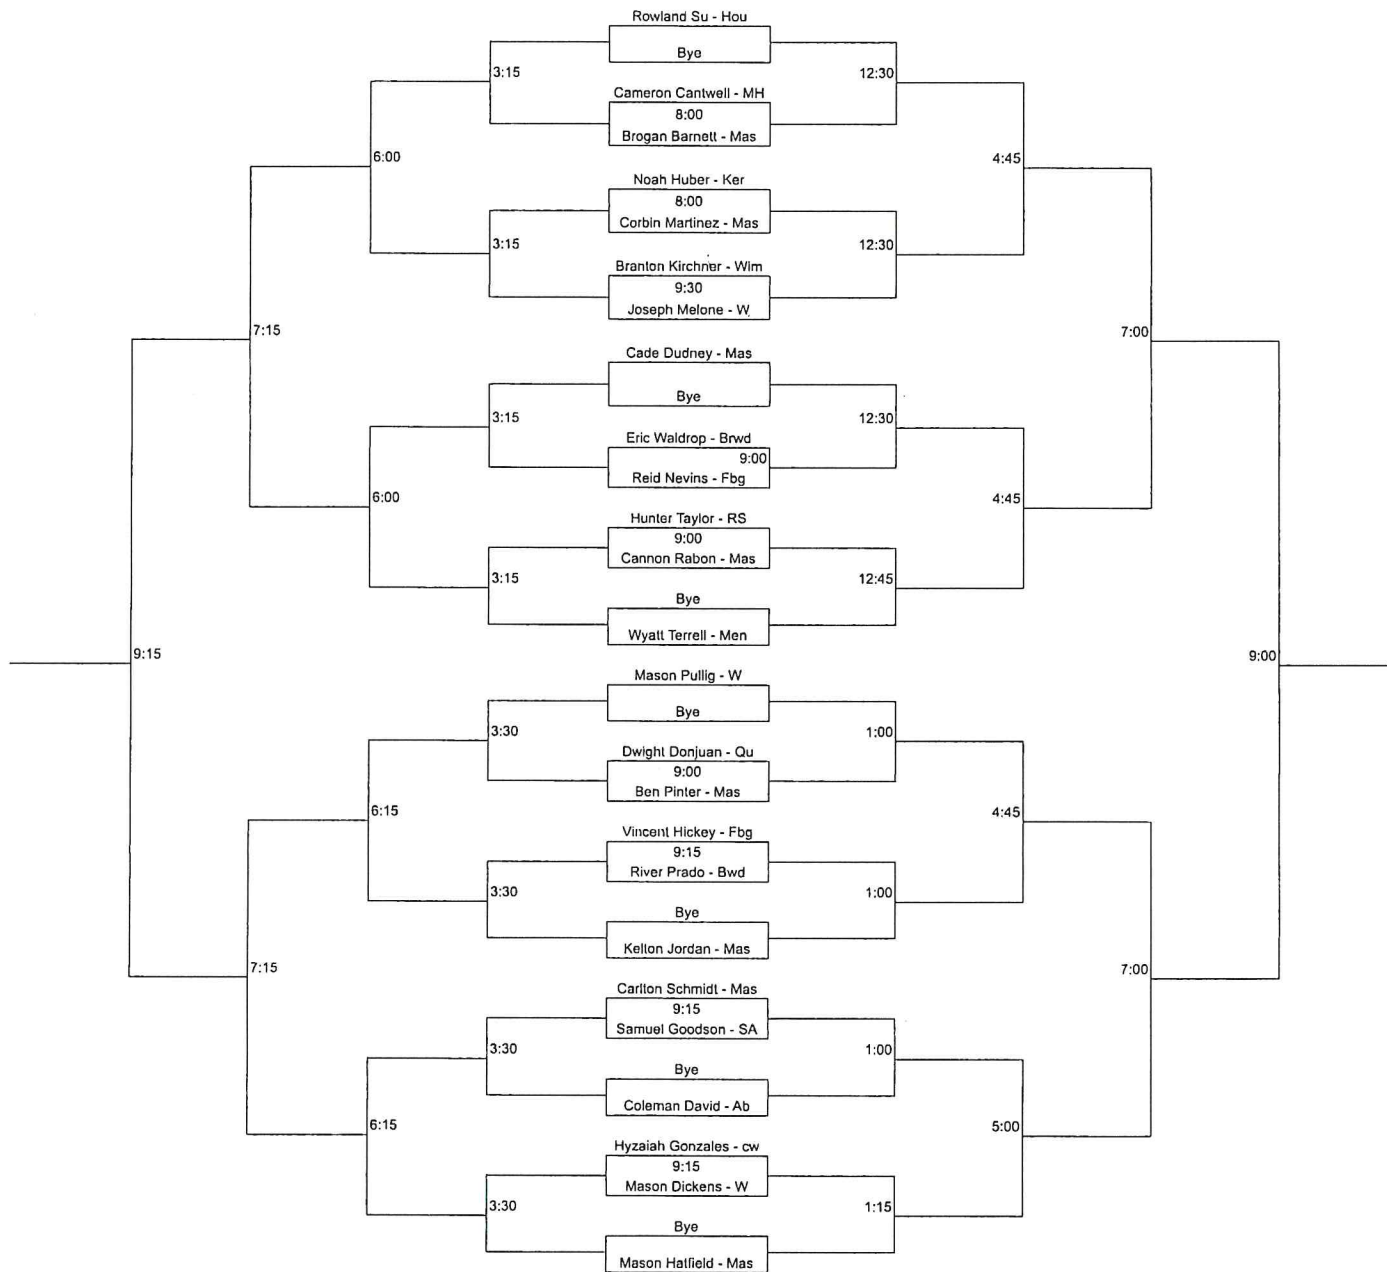 Rowland Su - Hou
Bye
3:15
12:30
Cameron Cantwell - MH
8:00
Brogan Barnett - Mas
6:00
4:45
Noah Huber - Ker
8:00
Corbin Martinez - Mas
3:15
12:30
Branton Kirchner - Wim
9:30
Joseph Melone - W
7:15
7:00
Cade Dudney - Mas
Bye
3:15
12:30
Eric Waldrop - Brwd
9:00
Reid Nevins - Fbg
6:00
4:45
Hunter Taylor - RS
9:00
Cannon Rabon - Mas
3:15
12:45
Bye
Wyatt Terrell - Men
9:15
9:00
Mason Pullig - W
Bye
3:30
1:00
Dwight Donjuan - Qu
9:00
Ben Pinter - Mas
6:15
4:45
Vincent Hickey - Fbg
9:15
River Prado - Bwd
3:30
1:00
Bye
Kelton Jordan - Mas
7:15
7:00
Carlton Schmidt - Mas
9:15
Samuel Goodson - SA
3:30
1:00
Bye
Coleman David - Ab
6:15
5:00
Hyzaiah Gonzales - cw
9:15
Mason Dickens - W
3:30
1:15
Bye
Mason Hatfield - Mas